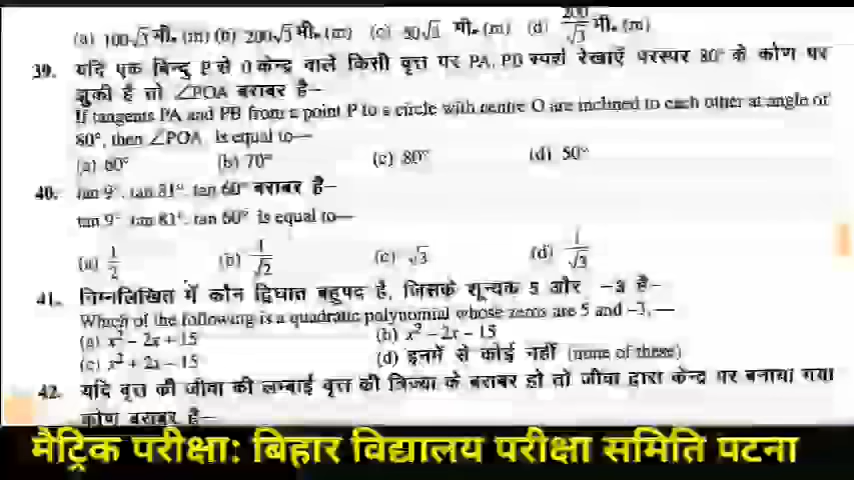 (a) 100√3 मी. (m) (b) 200√3 मी. (m) (c) 50√3 मी. (m) (d) 200/√3 मी. (m)
39. यदि एक बिन्दु P से O केन्द्र वाले किसी वृत्त पर PA, PB स्पर्श रेखाएँ परस्पर 80° के कोण पर
झुकी हैं तो ∠POA बराबर है–
If tangents PA and PB from a point P to a circle with centre O are inclined to each other at angle of
80°, then ∠POA is equal to—
(a) 60° (b) 70° (c) 80° (d) 50°
40. tan 9°. tan 81°. tan 60° बराबर है–
tan 9° tan 81°. tan 60° is equal to—
(a) 1/2 (b) 1/√2 (c) √3 (d) 1/√3
41. निम्नलिखित में कौन द्विघात बहुपद है, जिसके शून्यक 5 और –3 है–
Which of the following is a quadratic polynomial whose zeros are 5 and –3, —
(a) x² – 2x + 15 (b) x² – 2x – 15
(c) x² + 2x – 15 (d) इनमें से कोई नहीं (none of these)
42. यदि वृत्त की जीवा की लम्बाई वृत्त की त्रिज्या के बराबर हो तो जीवा द्वारा केन्द्र पर बनाया गया
कोण बराबर है–
मैट्रिक परीक्षा: बिहार विद्यालय परीक्षा समिति पटना